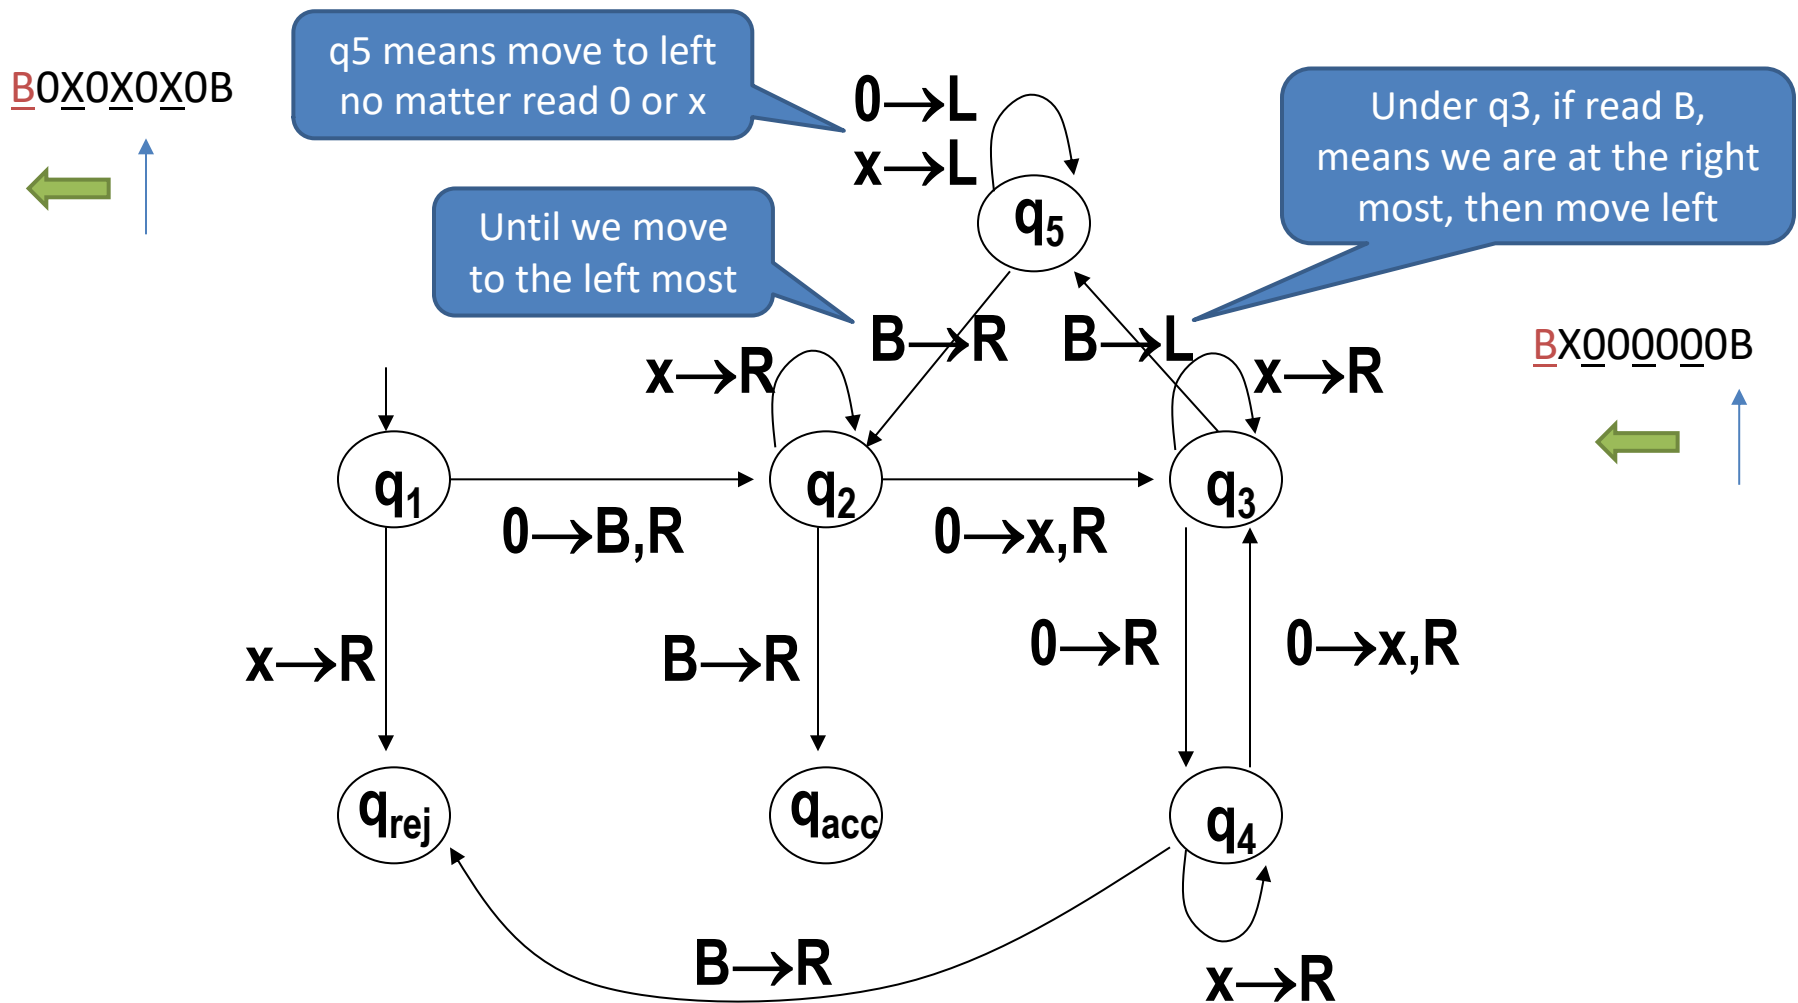 q5 means move to left
no matter read 0 or x
B0X0X0X0B
0→L
x→L
Under q3, if read B,
means we are at the right
most, then move left
Until we move
to the left most
q5
B→R
B→L
x→R
x→R
BX000000B
q1
q2
q3
0→B,R
0→x,R
x→R
B→R
0→R
0→x,R
qrej
qacc
q4
B→R
x→R